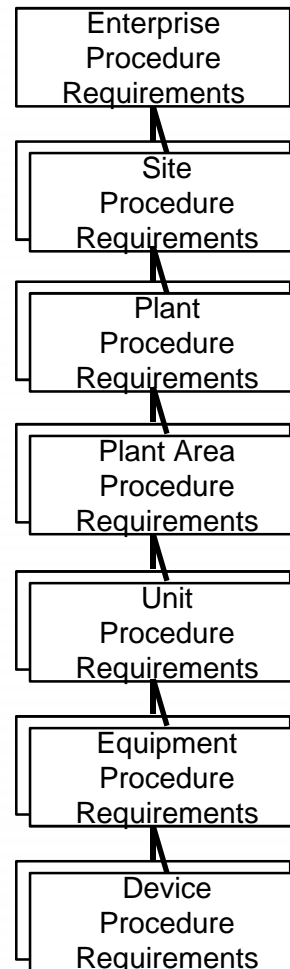 Enterprise
Procedure
Requirements
Site
Procedure
Requirements
Plant
Procedure
Requirements
Plant Area
Procedure
Requirements
Unit
Procedure
Requirements
Equipment
Procedure
Requirements
Device
Procedure
Requirements